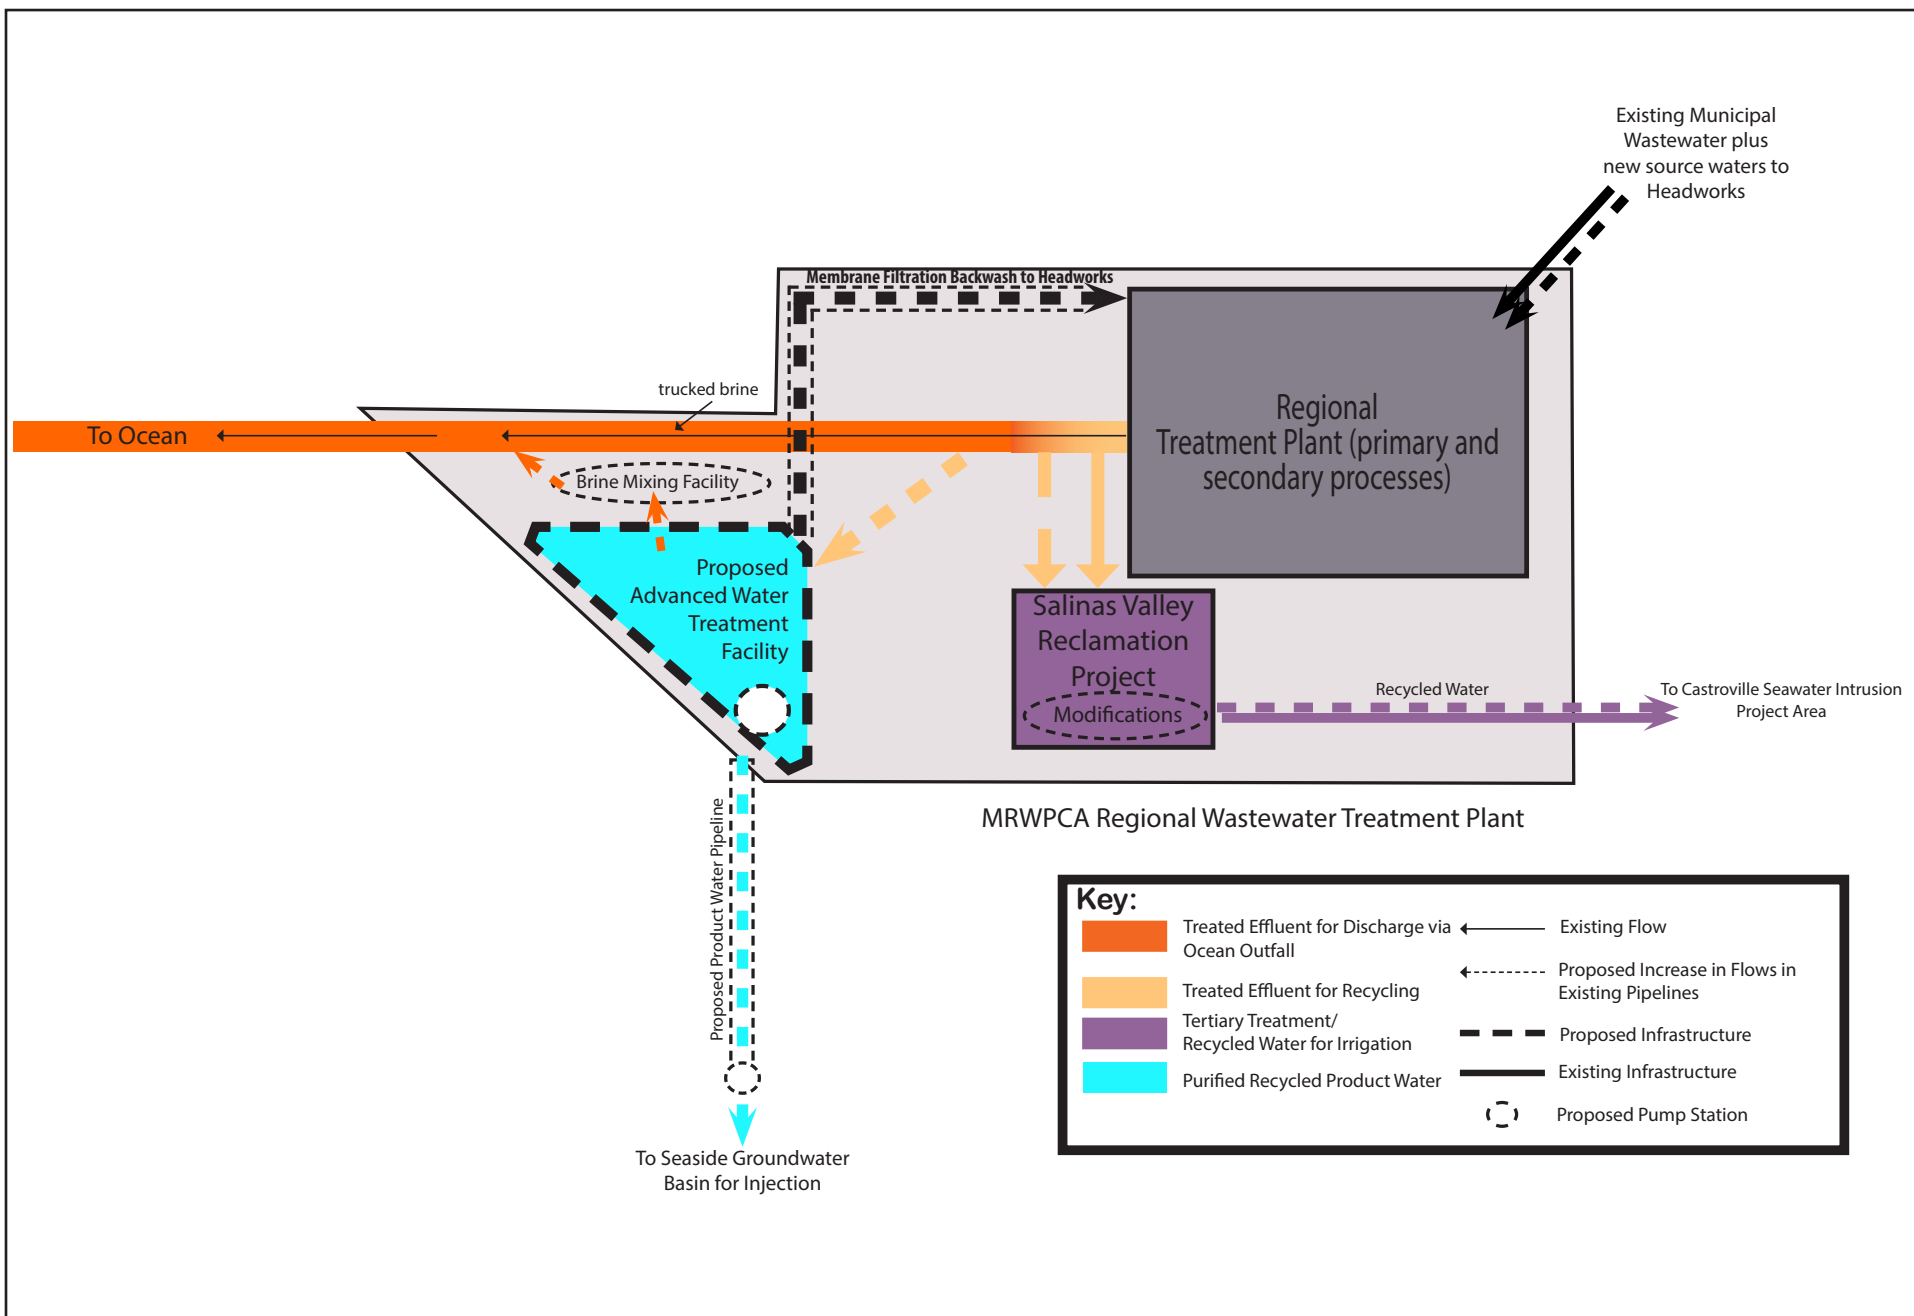 Existing Municipal
Wastewater plus
new source waters to
Headworks
Membrane Filtration Backwash to Headworks
trucked brine
To Ocean
Regional
Treatment Plant (primary and
secondary processes)
Brine Mixing Facility
Proposed
Advanced Water
Treatment
Facility
Salinas Valley
Reclamation
Project
Modifications
Recycled Water
To Castroville Seawater Intrusion
Project Area
Proposed Product Water Pipeline
MRWPCA Regional Wastewater Treatment Plant
To Seaside Groundwater
Basin for Injection
Key:
Treated Effluent for Discharge via
Ocean Outfall
Treated Effluent for Recycling
Tertiary Treatment/
Recycled Water for Irrigation
Purified Recycled Product Water
Existing Flow
Proposed Increase in Flows in
Existing Pipelines
Proposed Infrastructure
Existing Infrastructure
Proposed Pump Station